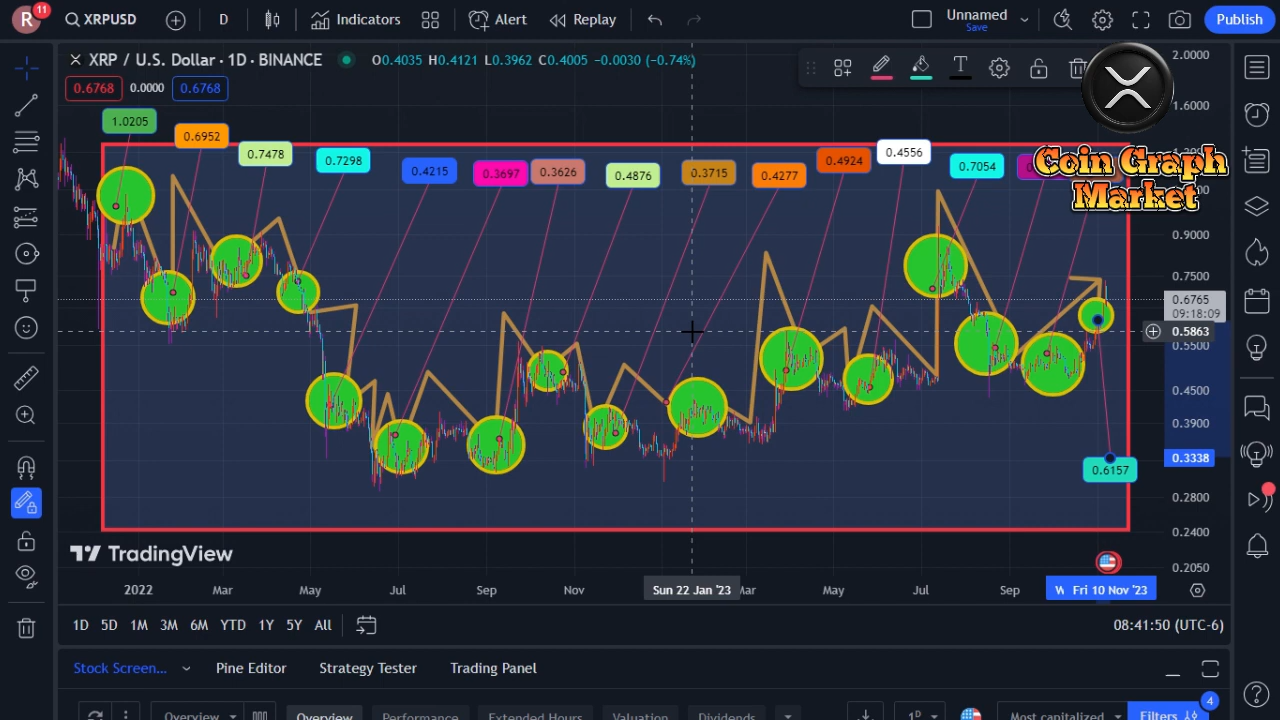 R 11 XRPUSD D Indicators Alert Replay Unnamed Save Publish
XRP / U.S. Dollar · 1D · BINANCE O0.4035 H0.4121 L0.3962 C0.4005 −0.0030 (−0.74%)
0.6768 0.0000 0.6768
1.0205 0.6952 0.7478 0.7298 0.4215 0.3697 0.3626 0.4876 0.3715 0.4277 0.4924 0.4556 0.7054
Coin Graph
Market
2.0000
1.6000
0.9000
0.7500
0.6765
09:18:09
0.5863
0.5500
0.4500
0.3900
0.3338
0.6157
0.2800
0.2400
0.2050
TradingView
2022 Mar May Jul Sep Nov Sun 22 Jan '23 Mar May Jul Sep W Fri 10 Nov '23
1D 5D 1M 3M 6M YTD 1Y 5Y All 08:41:50 (UTC-6)
Stock Screen... Pine Editor Strategy Tester Trading Panel
4
Overview Overview Performance Extended Hours Valuation Dividends 1D Most capitalized Filters